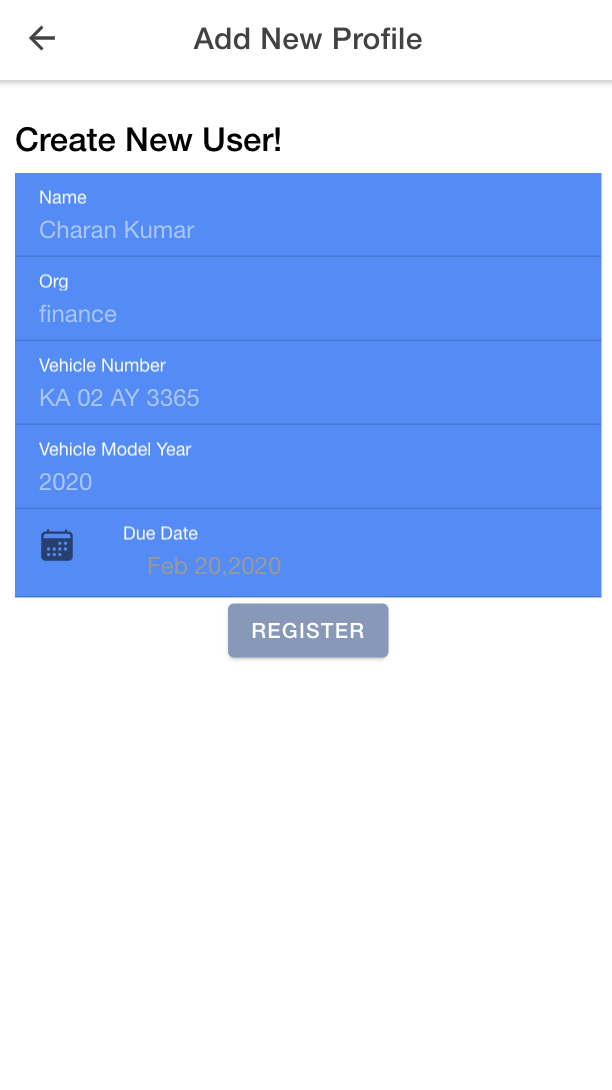 Add New Profile
Create New User!
Name
Charan Kumar
Org
finance
Vehicle Number
KA 02 AY 3365
Vehicle Model Year
2020
Due Date
Feb 20,2020
REGISTER